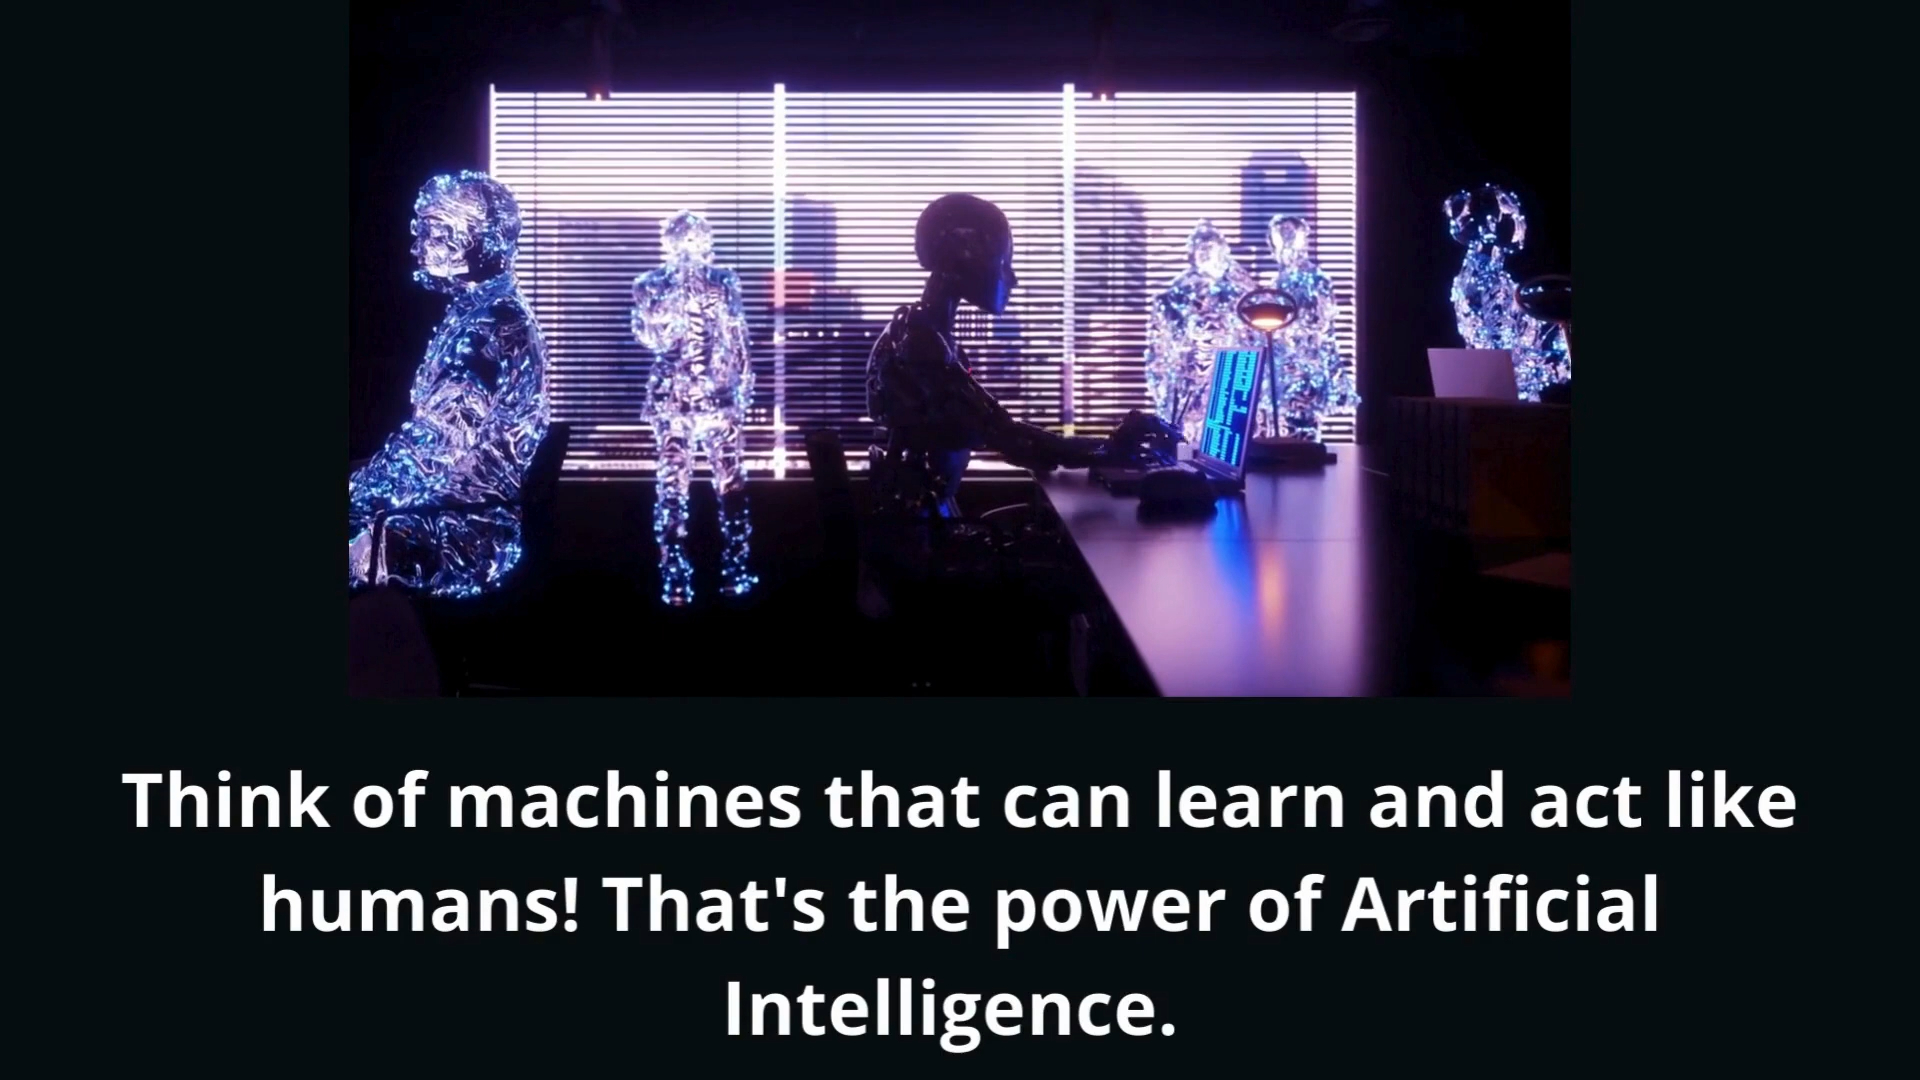 Think of machines that can learn and act like
humans! That's the power of Artificial
Intelligence.